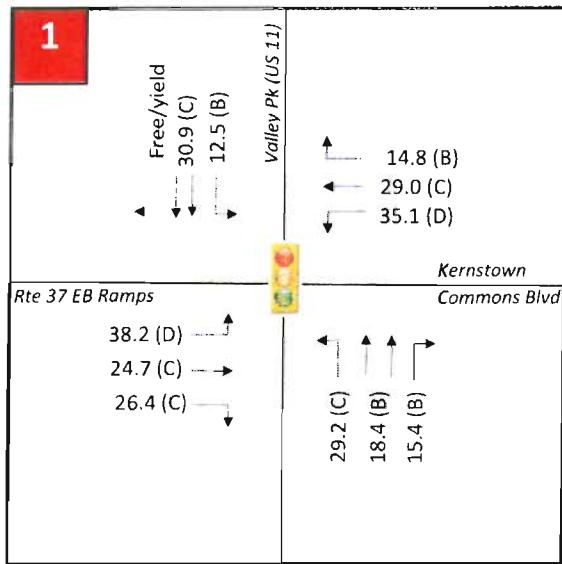 1
Valley Pk (US 11)
Free/yield
30.9 (C)
12.5 (B)
14.8 (B)
29.0 (C)
35.1 (D)
Kernstown
Commons Blvd
Rte 37 EB Ramps
38.2 (D)
24.7 (C)
26.4 (C)
29.2 (C)
18.4 (B)
15.4 (B)